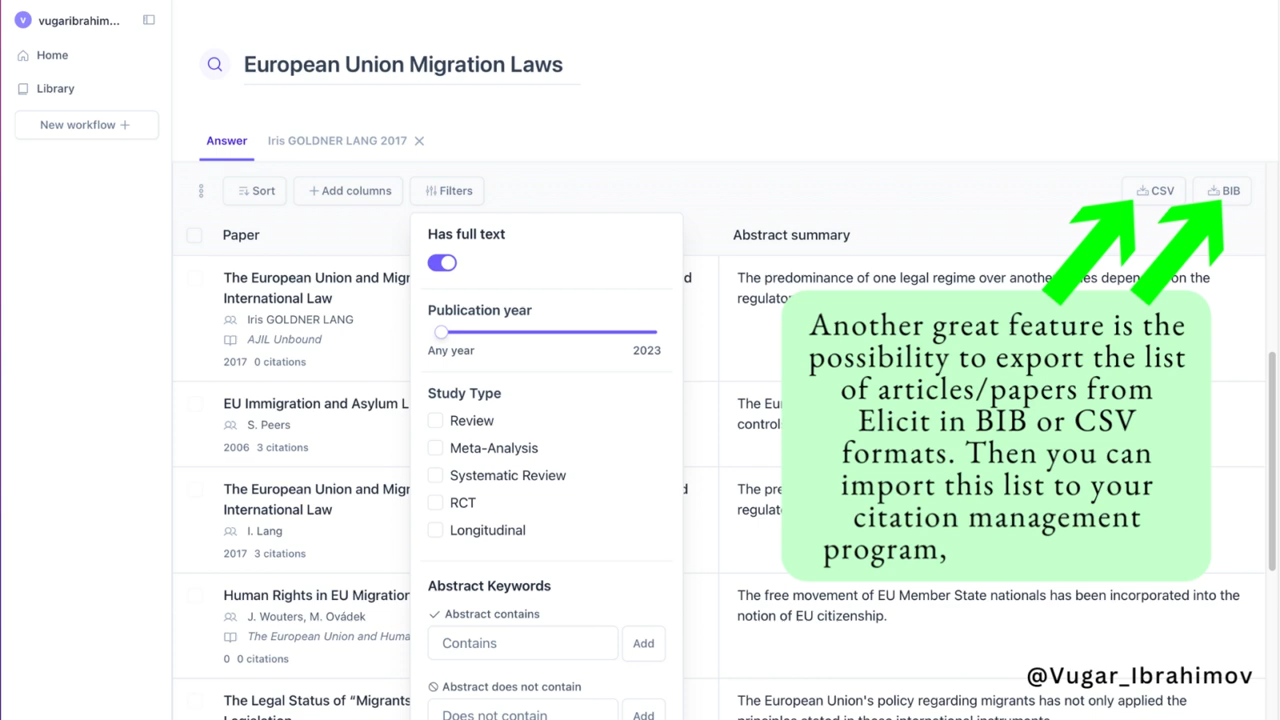 V vugaribrahim...
Home
Library
New workflow +
European Union Migration Laws
Answer
Iris GOLDNER LANG 2017
Sort
+ Add columns
Filters
CSV
BIB
Paper
Abstract summary
The European Union and Migr
d
International Law
Iris GOLDNER LANG
AJIL Unbound
2017 0 citations
The predominance of one legal regime over another
depen
on the
regulato
EU Immigration and Asylum L
S. Peers
2006 3 citations
The Eu
control
The European Union and Migr
d
International Law
I. Lang
2017 3 citations
The pre
regulato
Human Rights in EU Migration
J. Wouters, M. Ovádek
The European Union and Huma
0 0 citations
The free movement of EU Member State nationals has been incorporated into the
notion of EU citizenship.
The Legal Status of “Migrants
The European Union's policy regarding migrants has not only applied the
Has full text
Publication year
Any year
2023
Study Type
Review
Meta-Analysis
Systematic Review
RCT
Longitudinal
Abstract Keywords
Abstract contains
Contains
Add
Abstract does not contain
Does not contain
Add
Another great feature is the
possibility to export the list
of articles/papers from
Elicit in BIB or CSV
formats. Then you can
import this list to your
citation management
program,
@Vugar_Ibrahimov